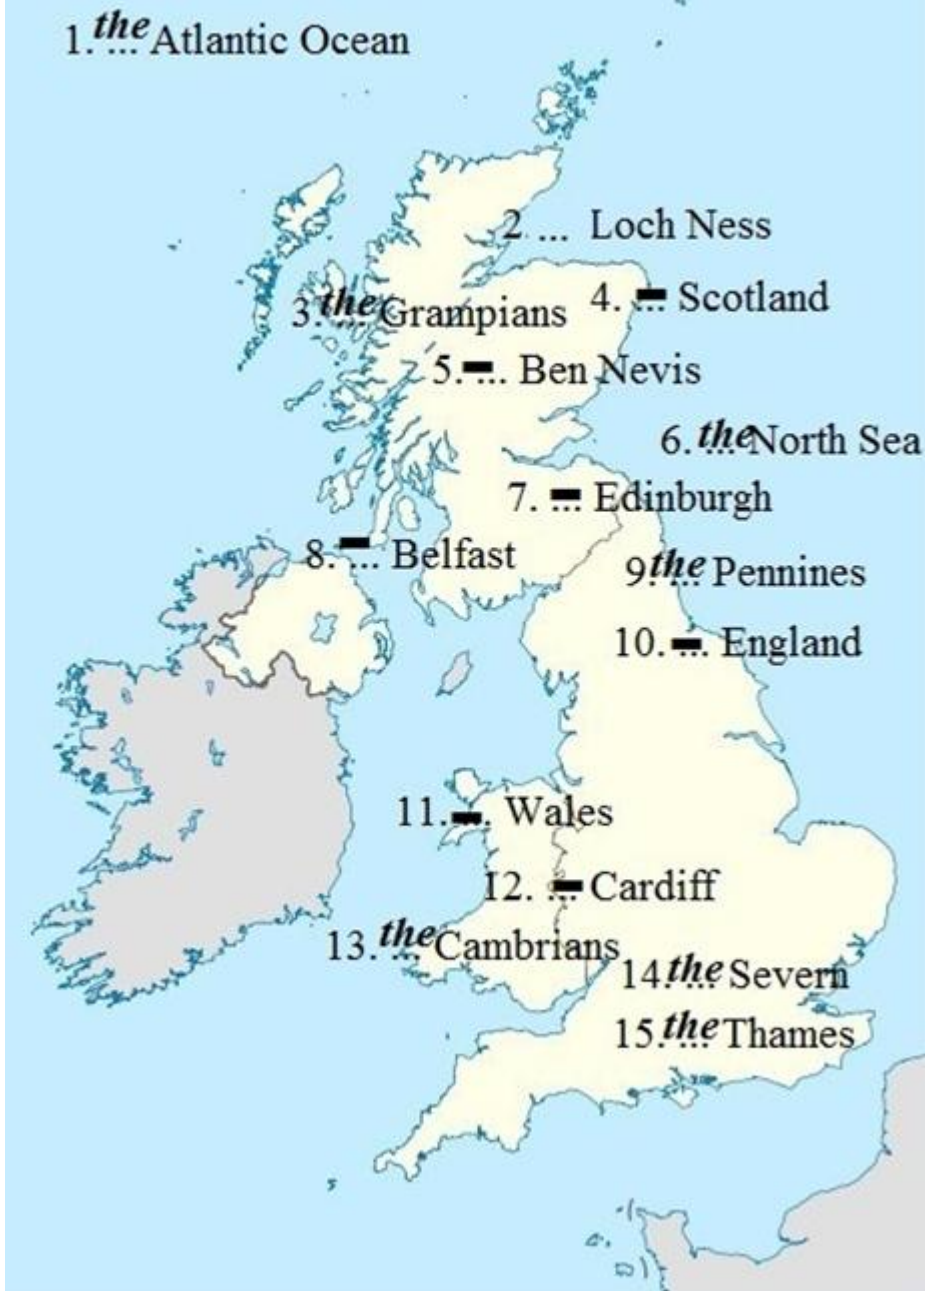 1. the ... Atlantic Ocean
2 ... Loch Ness
3. the ... Grampians
4. – ... Scotland
5. – ... Ben Nevis
6. the ... North Sea
7. – ... Edinburgh
8. – ... Belfast
9. the ... Pennines
10. – ... England
11. – ... Wales
12. – ... Cardiff
13. the ... Cambrians
14. the ... Severn
15. the ... Thames